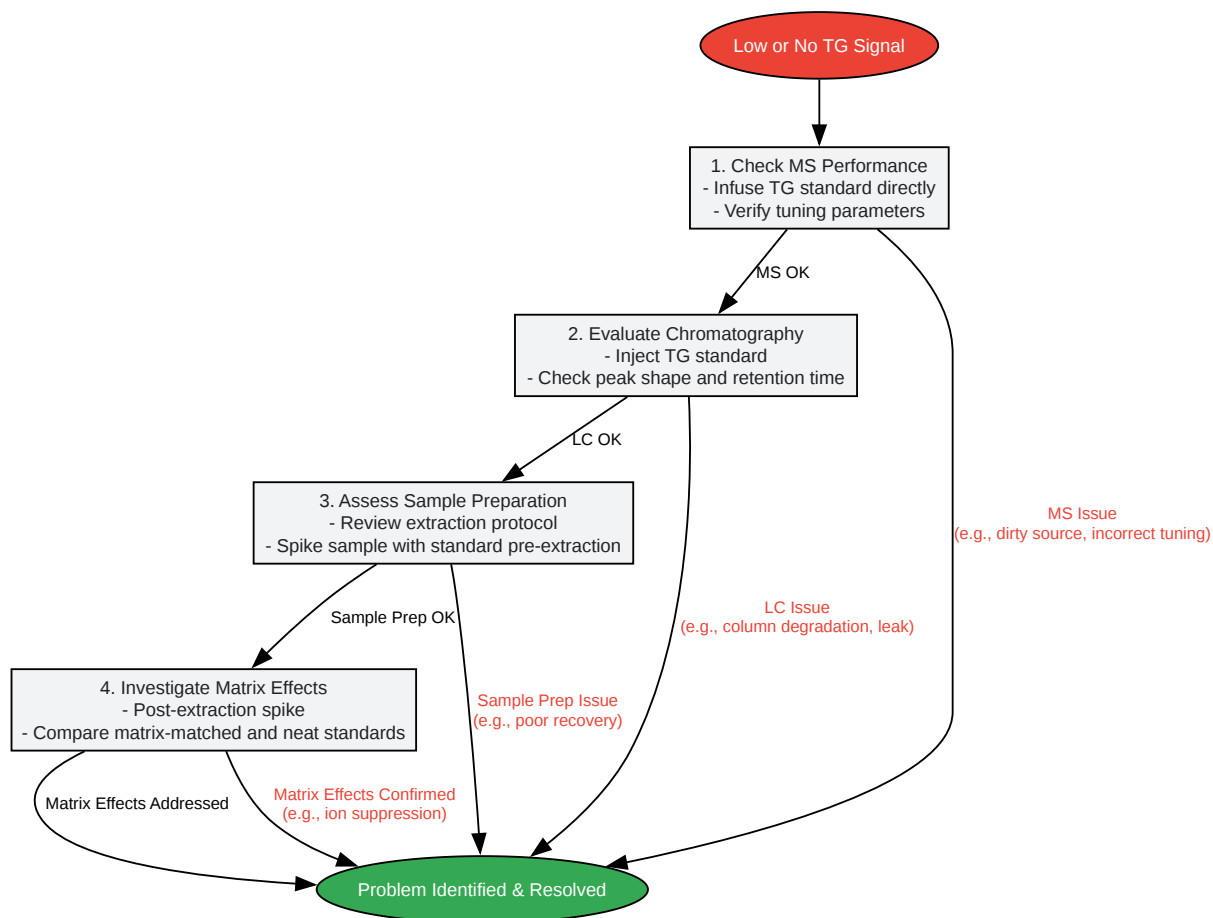 Low or No TG Signal
1. Check MS Performance
- Infuse TG standard directly
- Verify tuning parameters
MS OK
2. Evaluate Chromatography
- Inject TG standard
- Check peak shape and retention time
LC OK
3. Assess Sample Preparation
- Review extraction protocol
- Spike sample with standard pre-extraction
MS Issue
(e.g., dirty source, incorrect tuning)
LC Issue
(e.g., column degradation, leak)
Sample Prep OK
4. Investigate Matrix Effects
- Post-extraction spike
- Compare matrix-matched and neat standards
Sample Prep Issue
(e.g., poor recovery)
Matrix Effects Addressed
Matrix Effects Confirmed
(e.g., ion suppression)
Problem Identified & Resolved